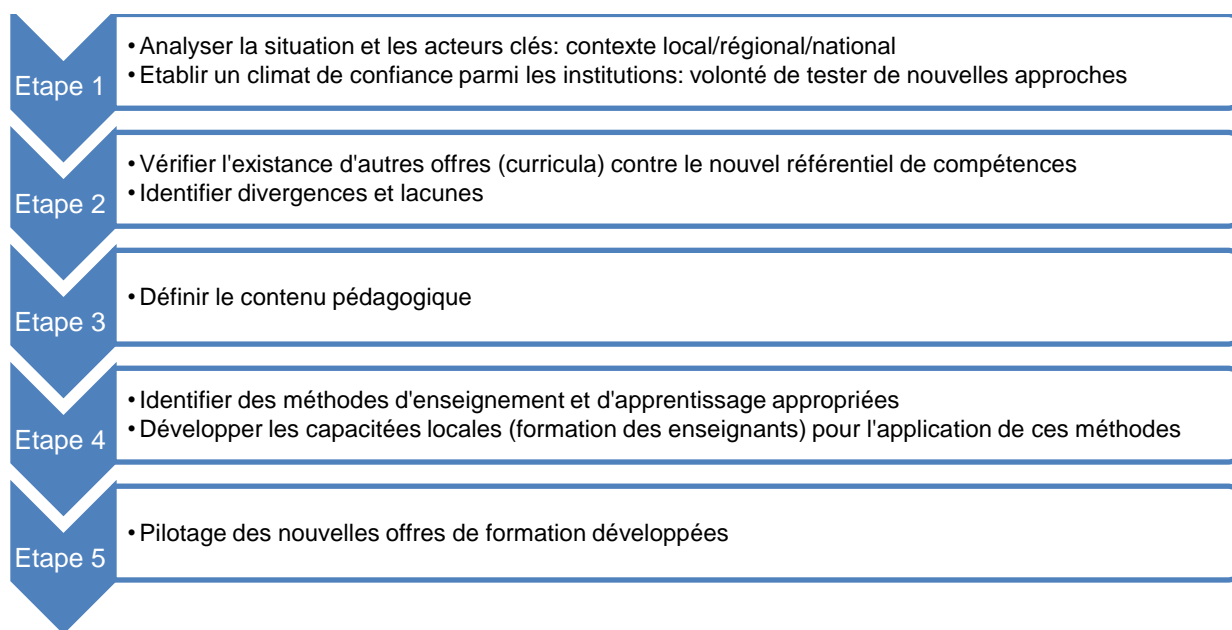 Etape 1
• Analyser la situation et les acteurs clés: contexte local/régional/national
• Etablir un climat de confiance parmi les institutions: volonté de tester de nouvelles approches
Etape 2
• Vérifier l'existance d'autres offres (curricula) contre le nouvel référentiel de compétences
• Identifier divergences et lacunes
Etape 3
• Définir le contenu pédagogique
Etape 4
• Identifier des méthodes d'enseignement et d'apprentissage appropriées
• Développer les capacitées locales (formation des enseignants) pour l'application de ces méthodes
Etape 5
• Pilotage des nouvelles offres de formation développées